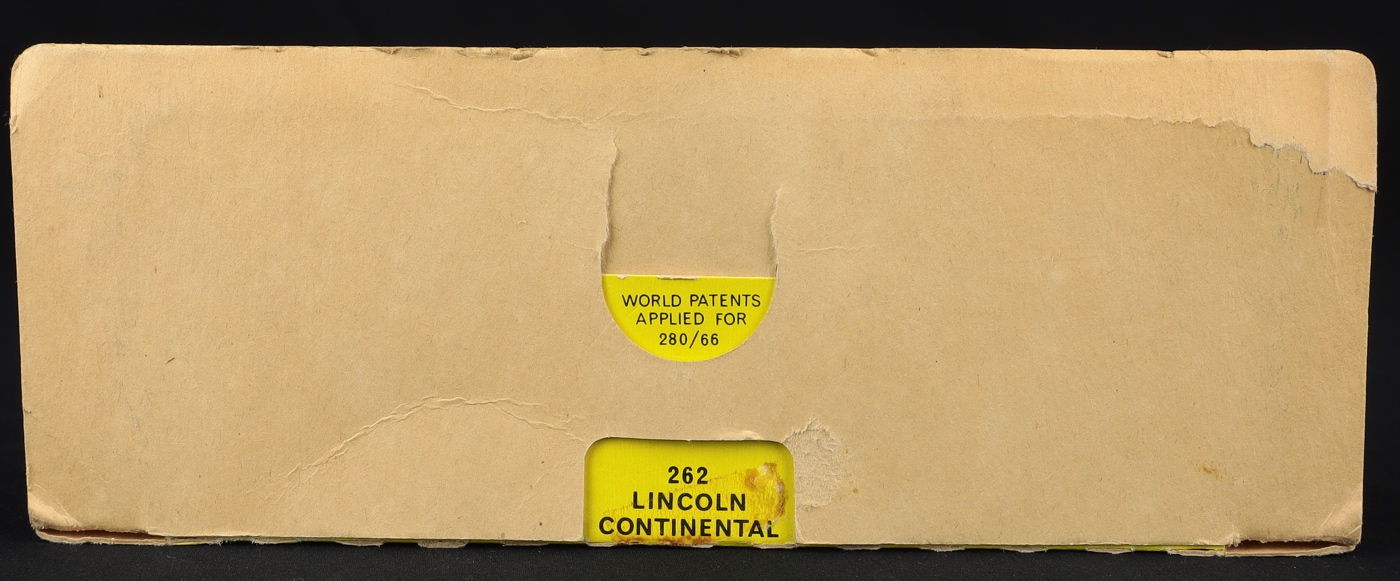 WORLD PATENTS
APPLIED FOR
280/66
262
LINCOLN
CONTINENTAL